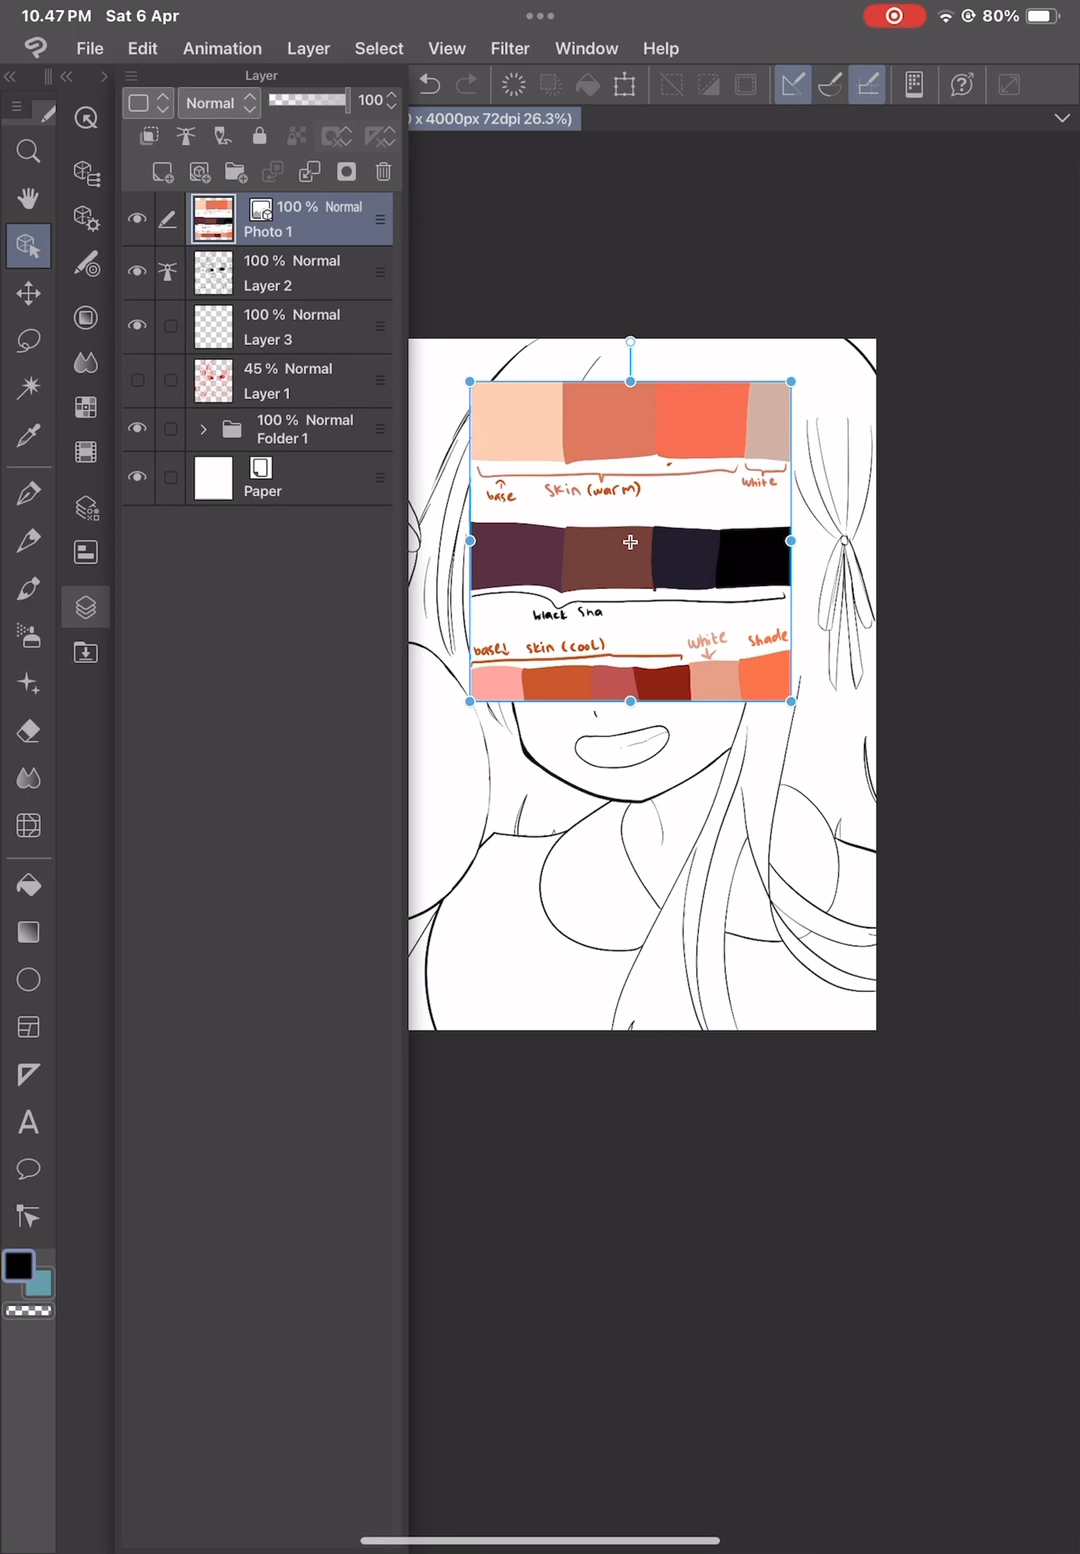 10.47 PM Sat 6 Apr
80%
File Edit Animation Layer Select View Filter Window Help
Layer
Normal 100
x 4000px 72dpi 26.3%)
100 % Normal
Photo 1
100 % Normal
Layer 2
100 % Normal
Layer 3
45 % Normal
Layer 1
100 % Normal
Folder 1
Paper
base Skin (warm) white
black
base skin (cool) white shade
A